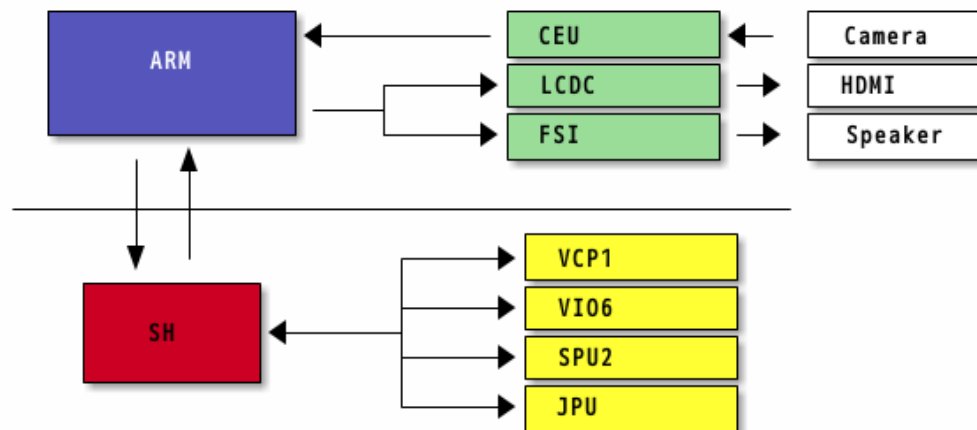 ARM
CEU
Camera
LCDC
HDMI
FSI
Speaker
SH
VCP1
VIO6
SPU2
JPU